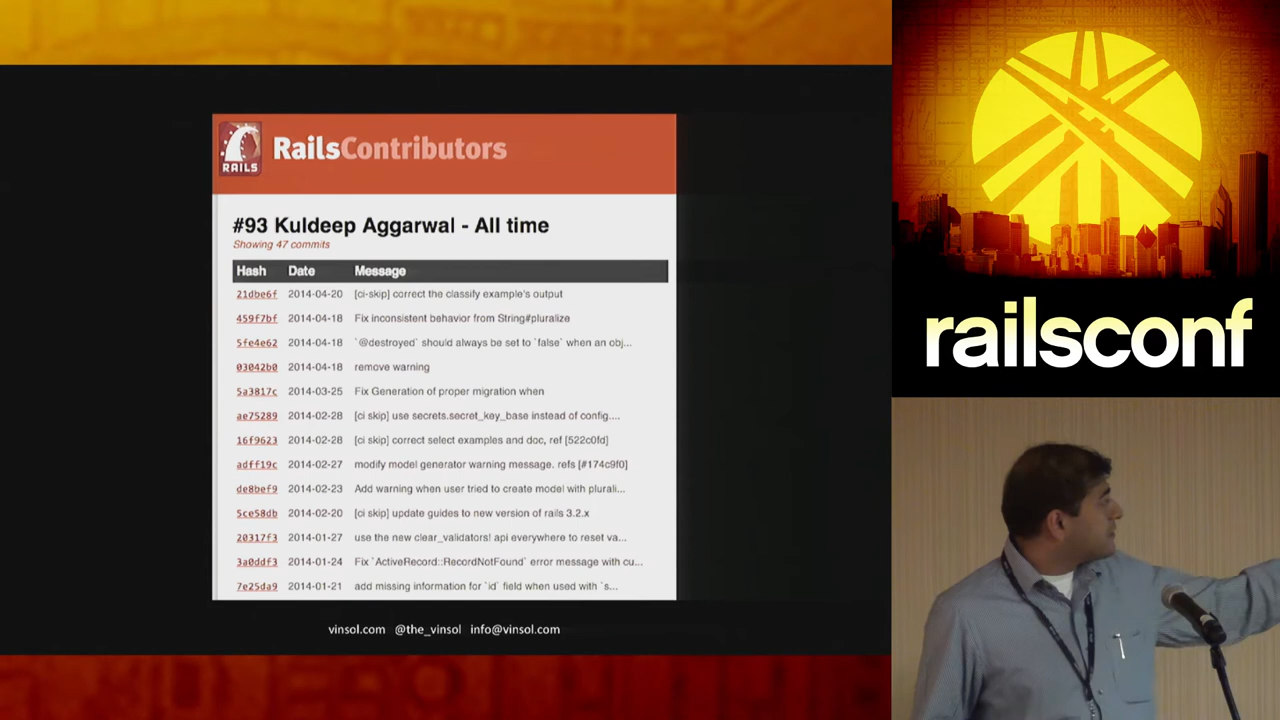 RAILS
RailsContributors
#93 Kuldeep Aggarwal - All time
Showing 47 commits
Hash Date Message
21dbe6f 2014-04-20 [ci-skip] correct the classify example's output
459f7bf 2014-04-18 Fix inconsistent behavior from String#pluralize
5fe4e62 2014-04-18 `@destroyed` should always be set to `false` when an obj...
03042b0 2014-04-18 remove warning
5a3817c 2014-03-25 Fix Generation of proper migration when
ae75289 2014-02-28 [ci skip] use secrets.secret_key_base instead of config....
16f9623 2014-02-28 [ci skip] correct select examples and doc, ref [522c0fd]
adff19c 2014-02-27 modify model generator warning message. refs [#174c9f0]
de8bef9 2014-02-23 Add warning when user tried to create model with plurali...
5ce58db 2014-02-20 [ci skip] update guides to new version of rails 3.2.x
20317f3 2014-01-27 use the new clear_validators! api everywhere to reset va...
3a0ddf3 2014-01-24 Fix `ActiveRecord::RecordNotFound` error message with cu...
7e25da9 2014-01-21 add missing information for `id` field when used with `s...
vinsol.com @the_vinsol info@vinsol.com
railsconf